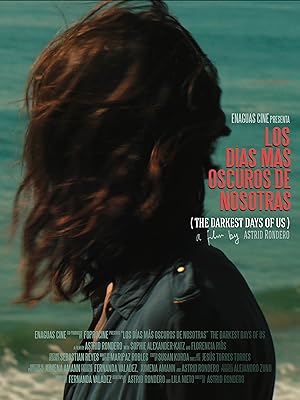 ENAGUAS CINE PRESENTA
LOS
DÍAS MÁS
OSCUROS DE
NOSOTRAS
(THE DARKEST DAYS OF US)
a film by ASTRID RONDERO
ENAGUAS CINE FOPROCINE "LOS DÍAS MÁS OSCUROS DE NOSOTRAS" THE DARKEST DAYS OF US
ASTRID RONDERO SOPHIE ALEXANDER-KATZ FLORENCIA RÍOS
SEBASTIAN REYES MARIPAZ ROBLES SUSAN KORDA JESÚS TORRES TORRES
XIMENA AMANN FERNANDA VALADEZ, XIMENA AMANN ASTRID RONDERO ALEJANDRO ZUNO
FERNANDA VALADEZ ASTRID RONDERO LILA NIETO ASTRID RONDERO